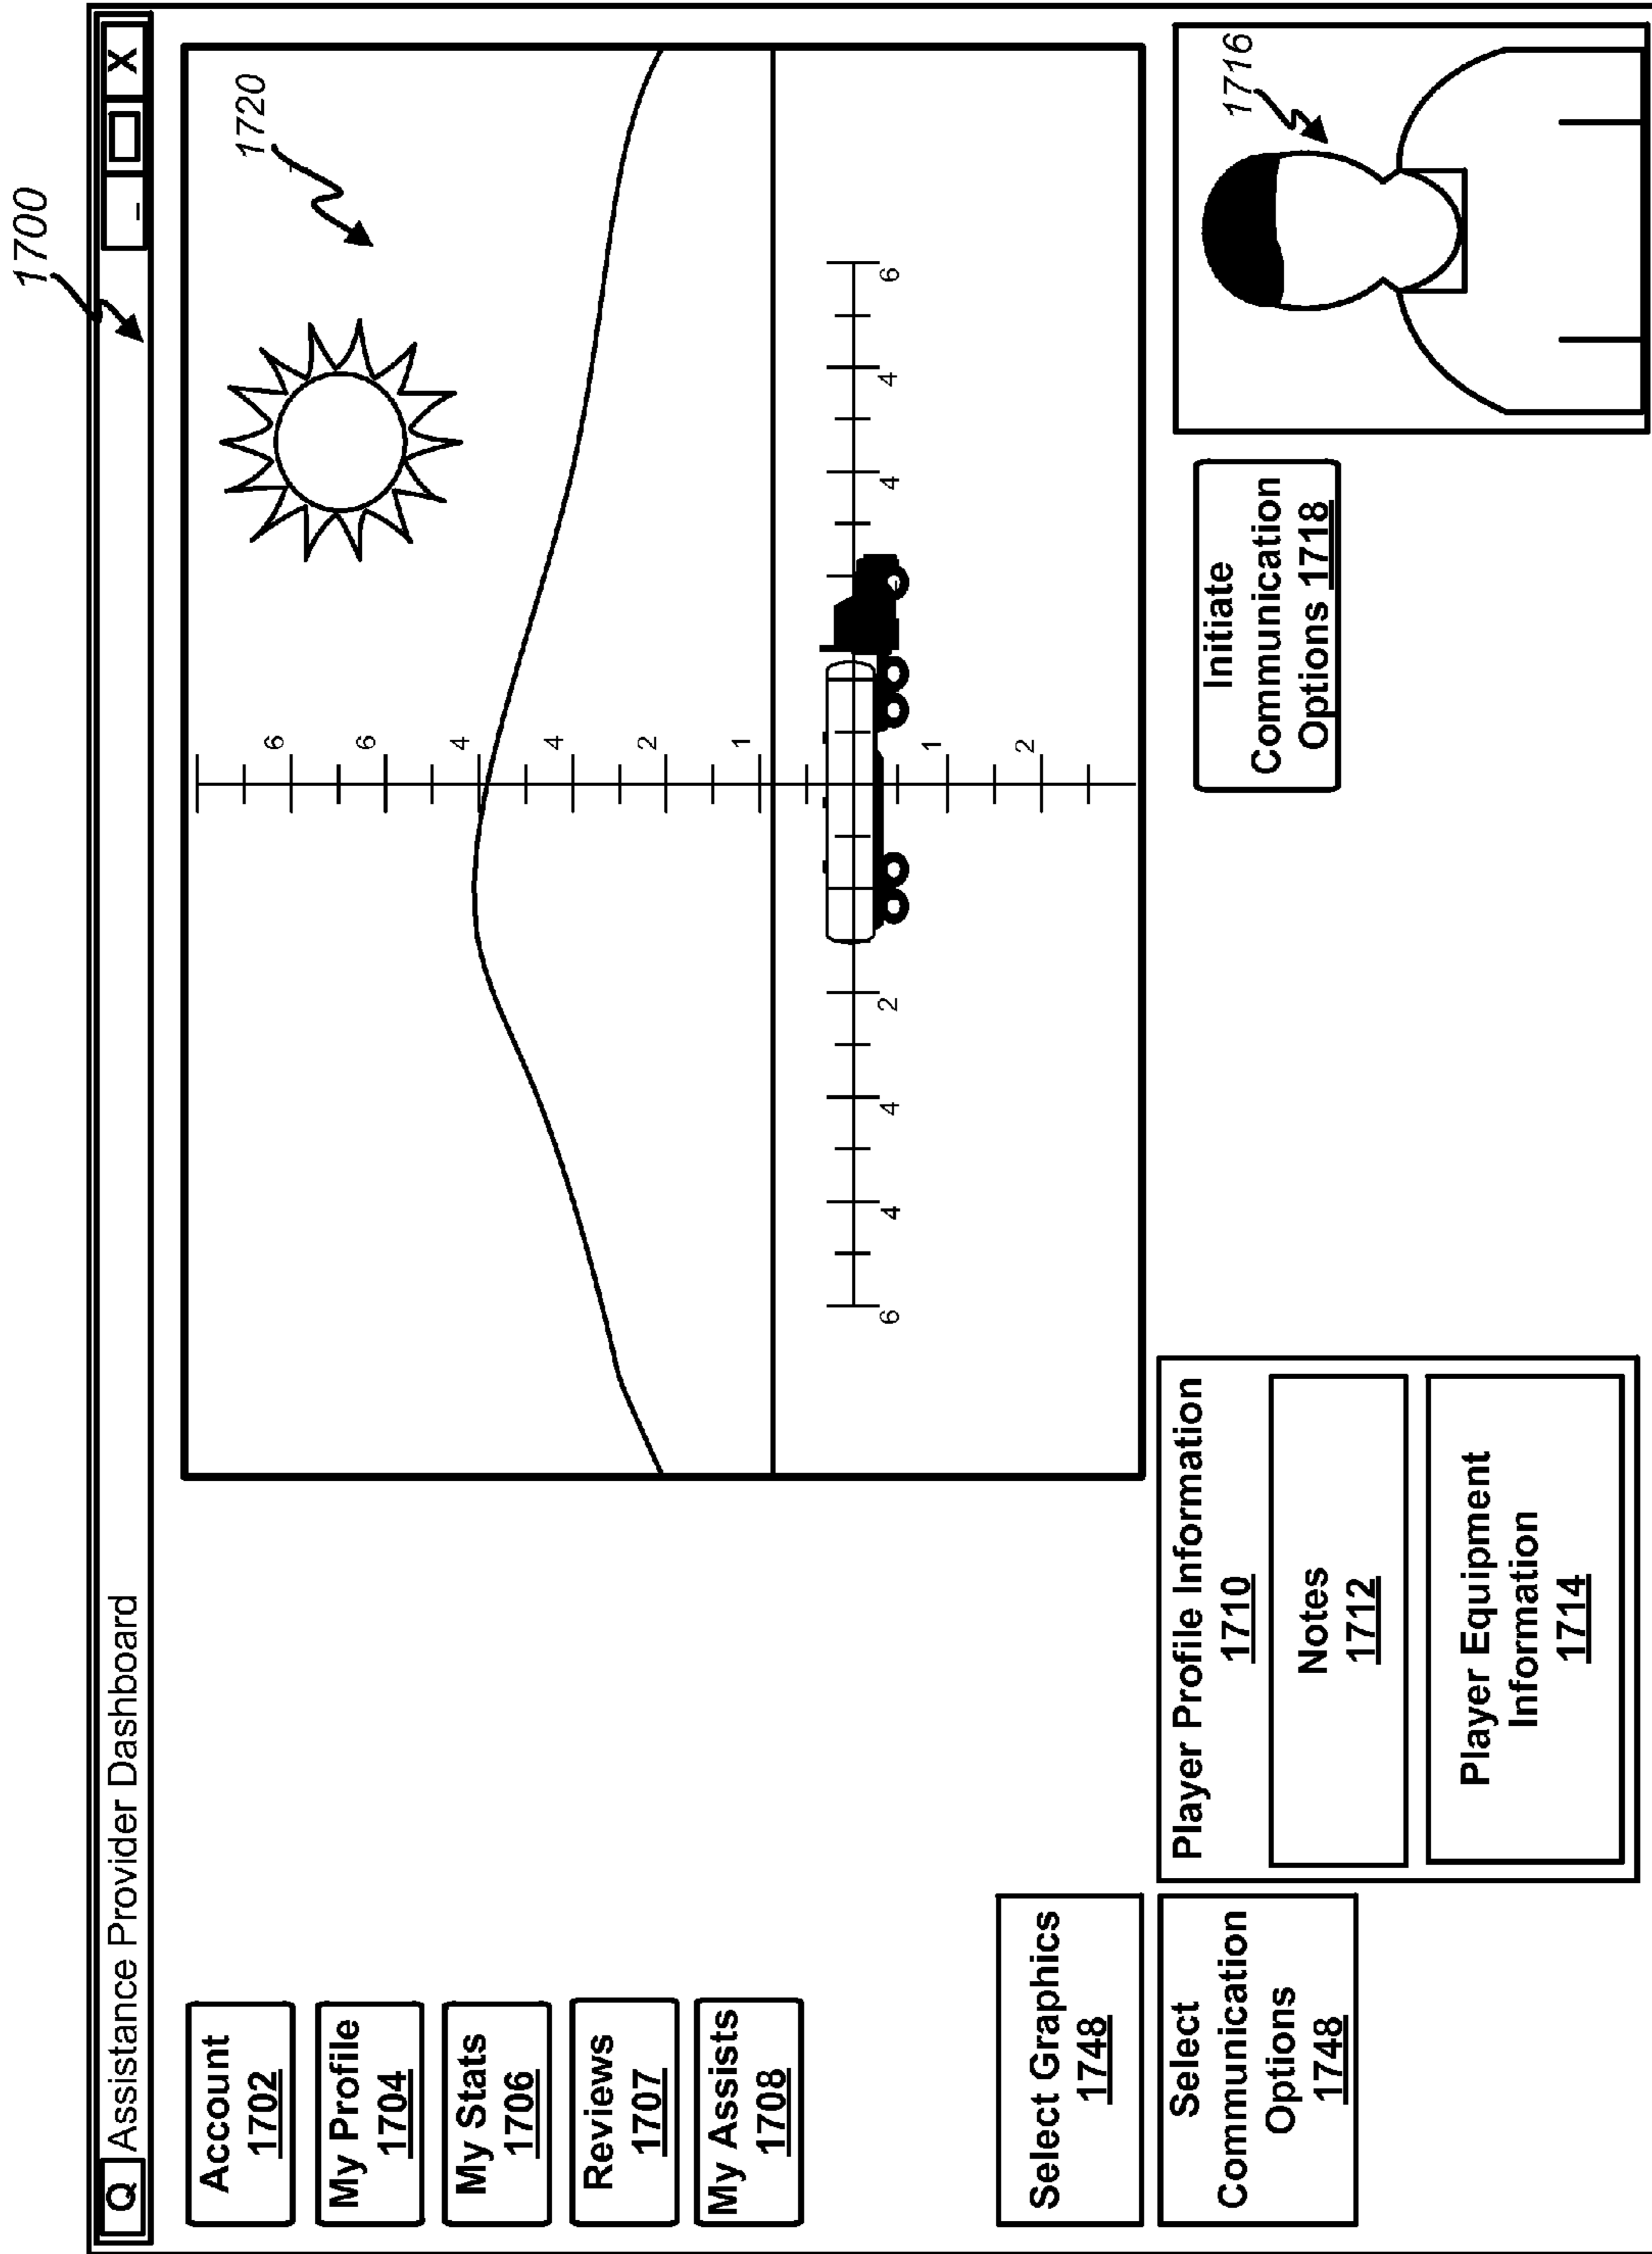 1700
Q Assistance Provider Dashboard _ X
Account
1702
My Profile
1704
My Stats
1706
Reviews
1707
My Assists
1708
1720
6
6
4
4
2
1
6 4 4 2 4 4 6
1
2
Select Graphics
1748
Select
Communication
Options
1748
Player Profile Information
1710
Notes
1712
Player Equipment
Information
1714
Initiate
Communication
Options 1718
1716